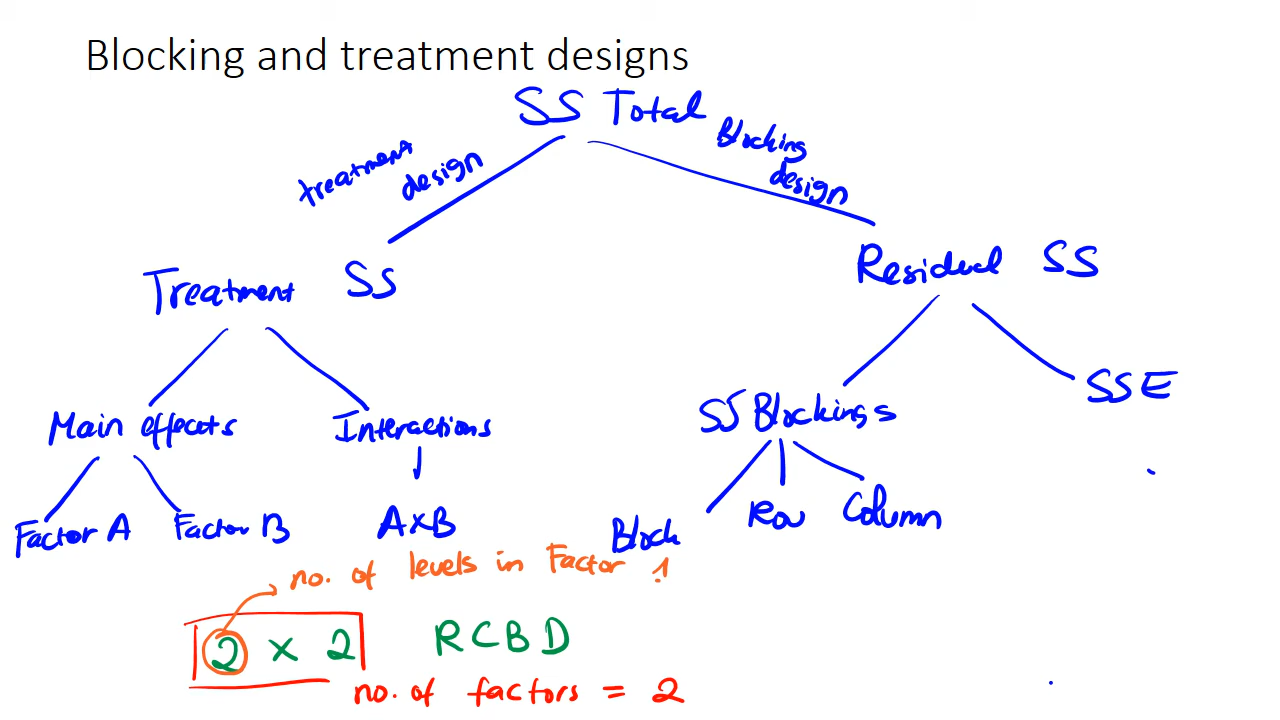 Blocking and treatment designs
SS Total
treatment design
Blocking design
Treatment SS
Residual SS
Main effects
Interactions
SS Blockings
SSE
Factor A
Factor B
AxB
Block
Row
Column
no. of levels in Factor 1
2 x 2
RCBD
no. of factors = 2